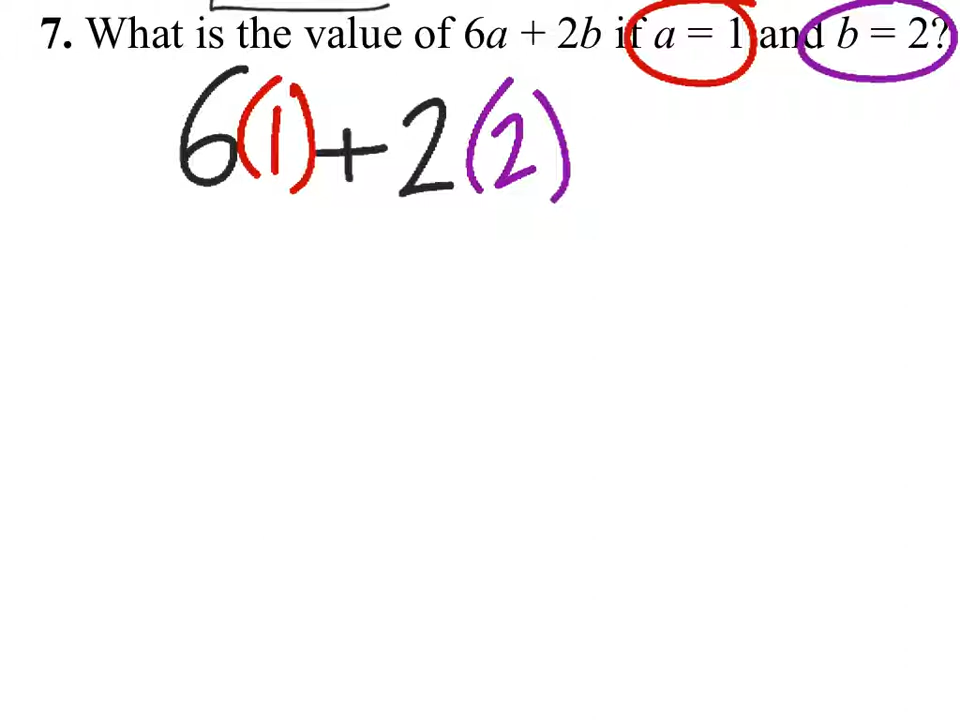 7. What is the value of 6a + 2b if a = 1 and b = 2?
6(1)+2(2)